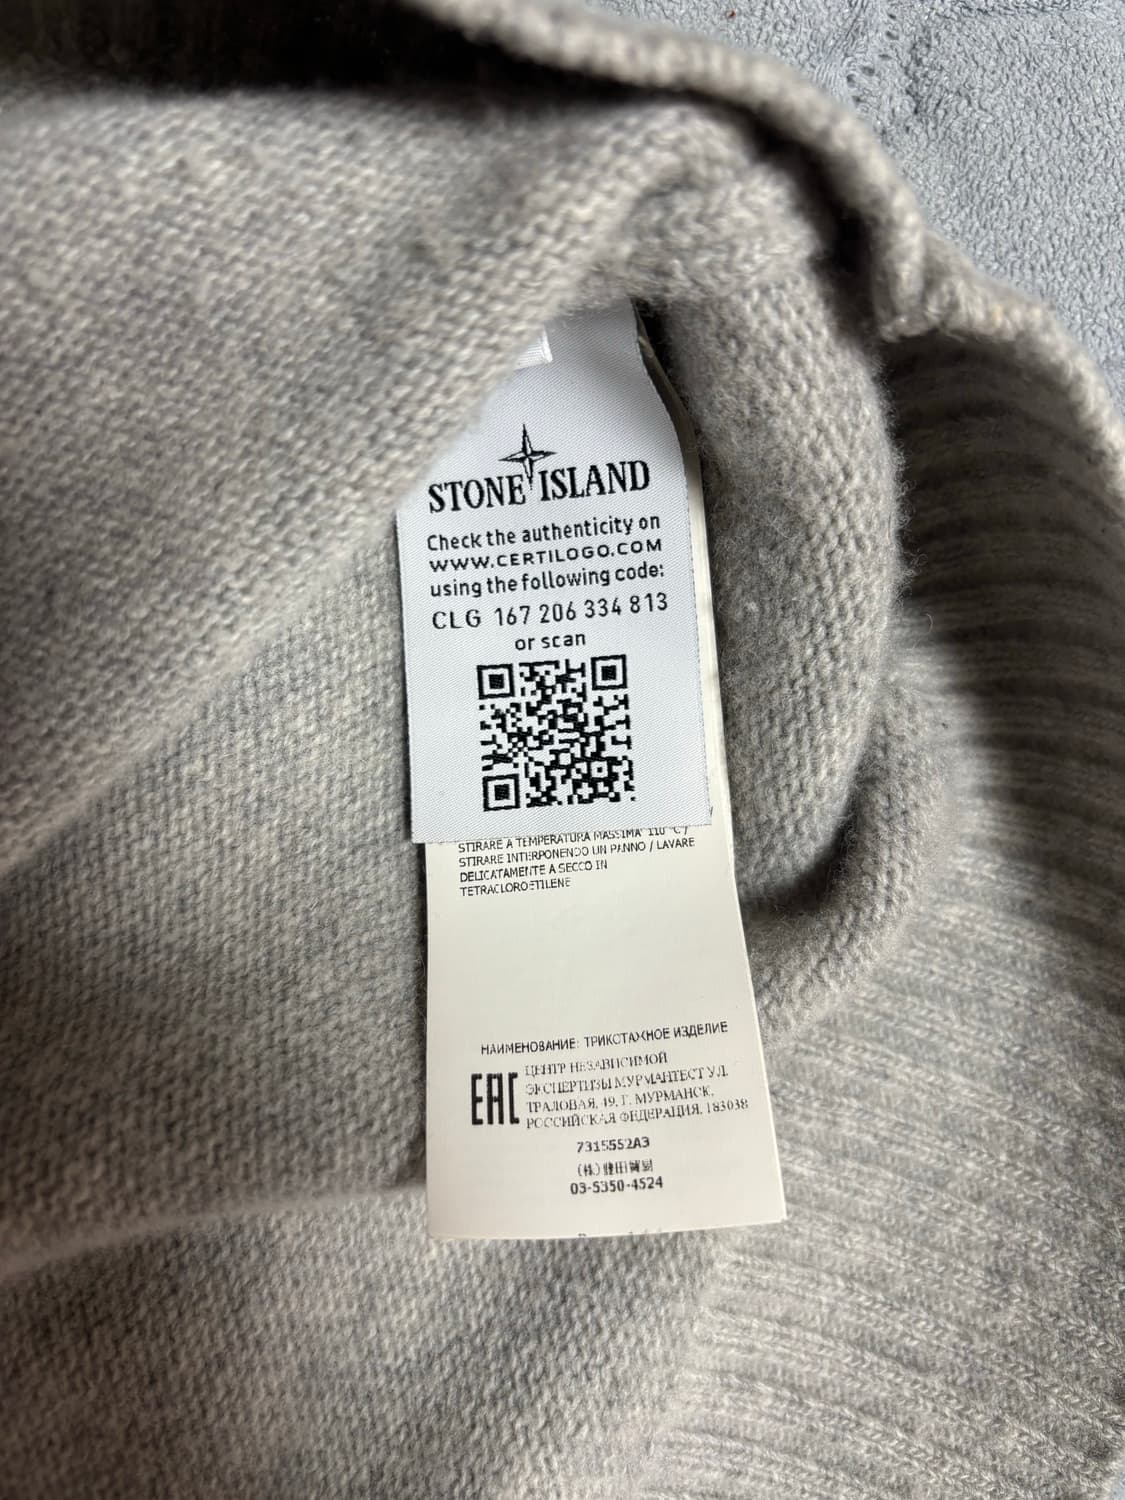 STONE ISLAND
Check the authenticity on
WWW.CERTILOGO.COM
using the following code:
CLG 167 206 334 813
or scan
STIRARE A TEMPERATURA MASSIMA' 110 °C /
STIRARE INTERPONENDO UN PANNO / LAVARE
DELICATAMENTE A SECCO IN
TETRACLOROETILENE
НАИМЕНОВАНИЕ: ТРИКОТАЖНОЕ ИЗДЕЛИЕ
EAC
ЦЕНТР НЕЗАВИСИМОЙ
ЭКСПЕРТИЗЫ МУРМАНТЕСТ УЛ.
ТРАЛОВАЯ, 19, Г. МУРМАНСК,
РОССИЙСКАЯ ФЕДЕРАЦИЯ, 183038
7315552A3
(株)
03-5350-4524